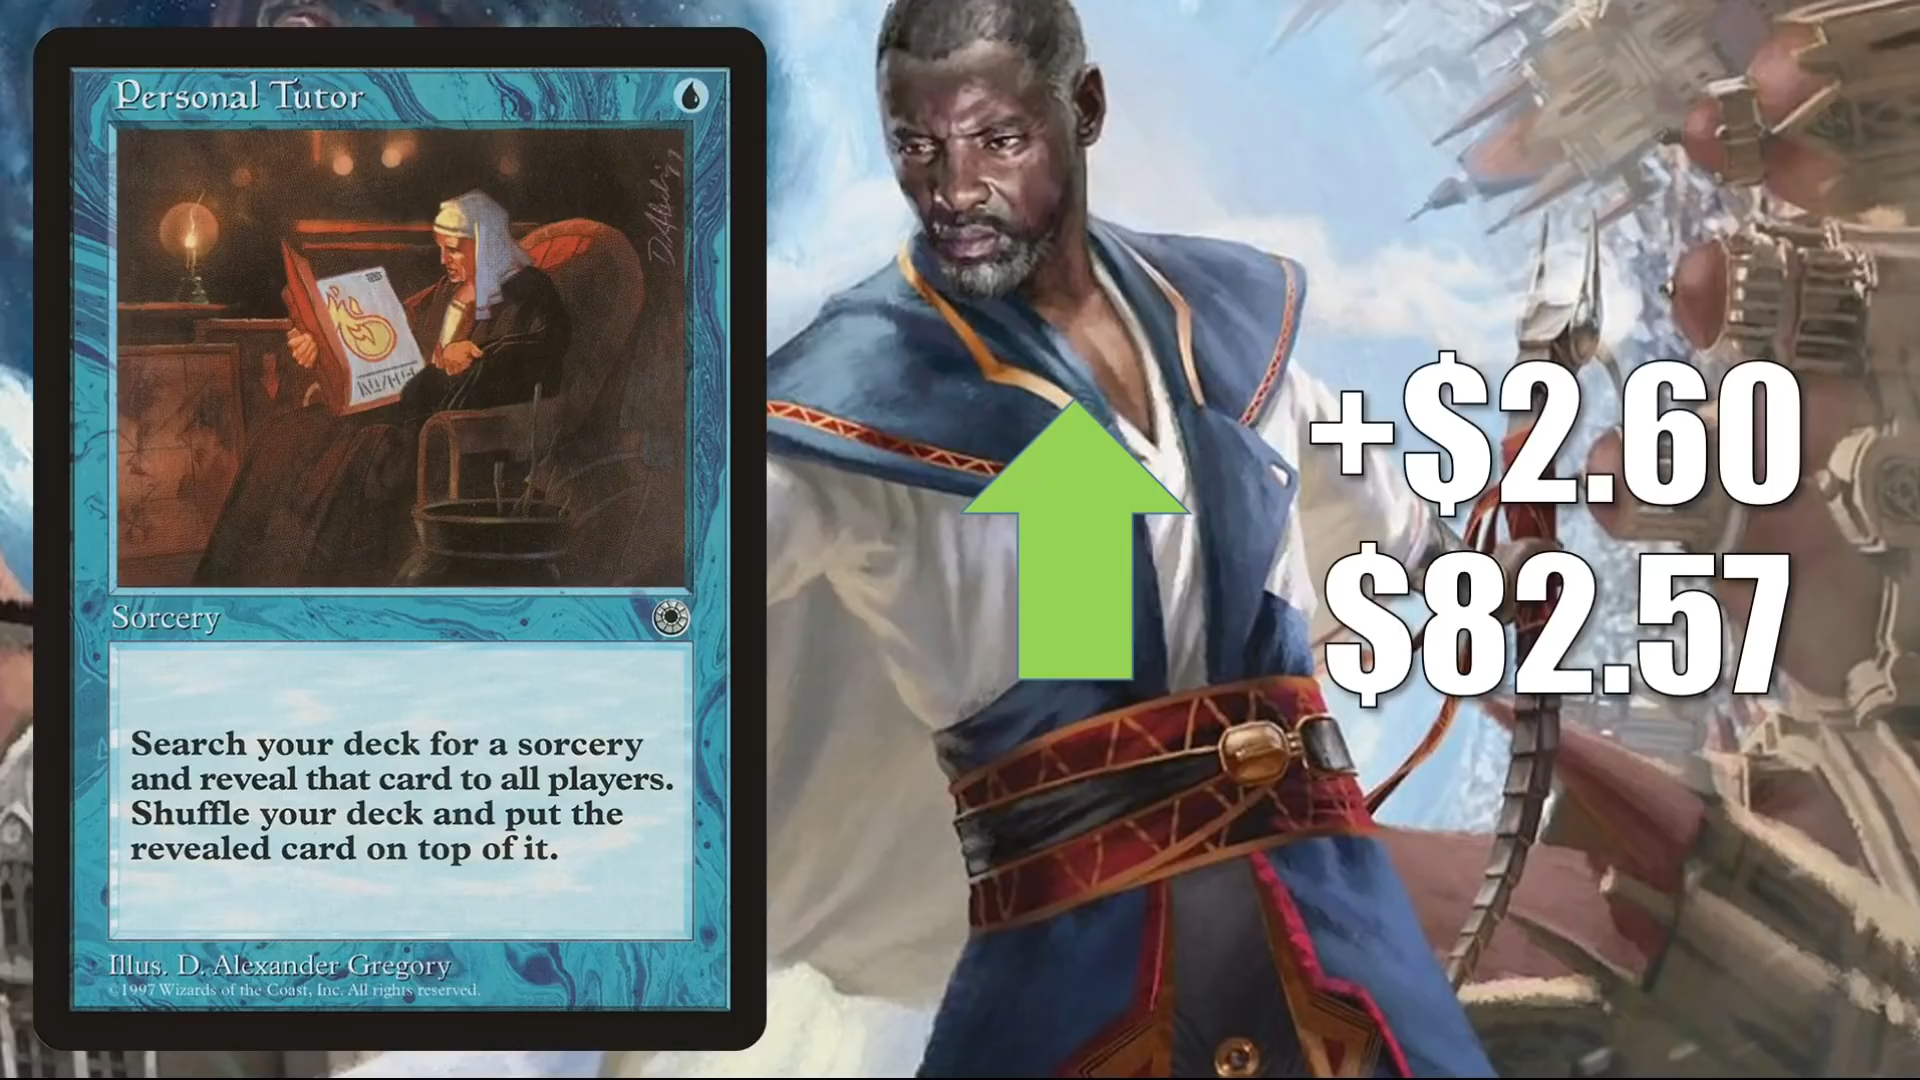 Personal Tutor
Sorcery
Search your deck for a sorcery
and reveal that card to all players.
Shuffle your deck and put the
revealed card on top of it.
Illus. D. Alexander Gregory
©1997 Wizards of the Coast, Inc. All rights reserved.
+$2.60
$82.57